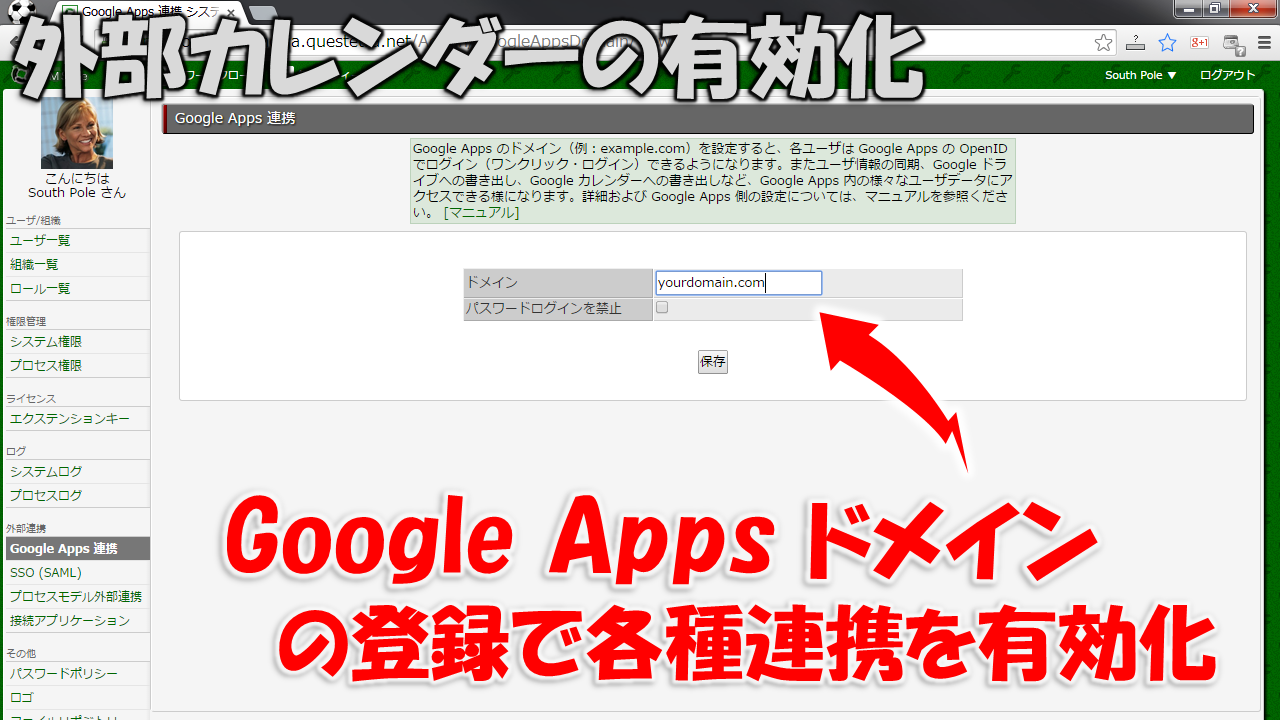 Google Apps 連携 システ
外部カレンダーの有効化
South Pole ▼
ログアウト
こんにちは
South Pole さん
ユーザ/組織
ユーザ一覧
組織一覧
ロール一覧
権限管理
システム権限
プロセス権限
ライセンス
エクステンションキー
ログ
システムログ
プロセスログ
外部連携
Google Apps 連携
SSO (SAML)
プロセスモデル外部連携
接続アプリケーション
その他
パスワードポリシー
ロゴ
Google Apps 連携
Google Apps のドメイン（例：example.com）を設定すると、各ユーザは Google Apps の OpenID
でログイン（ワンクリック・ログイン）できるようになります。またユーザ情報の同期、Google ドラ
イブへの書き出し、Google カレンダーへの書き出しなど、Google Apps 内の様々なユーザデータにア
クセスできる様になります。詳細および Google Apps 側の設定については、マニュアルを参照くださ
い。 [マニュアル]
ドメイン
yourdomain.com
パスワードログインを禁止
保存
Google Apps ドメイン
の登録で各種連携を有効化